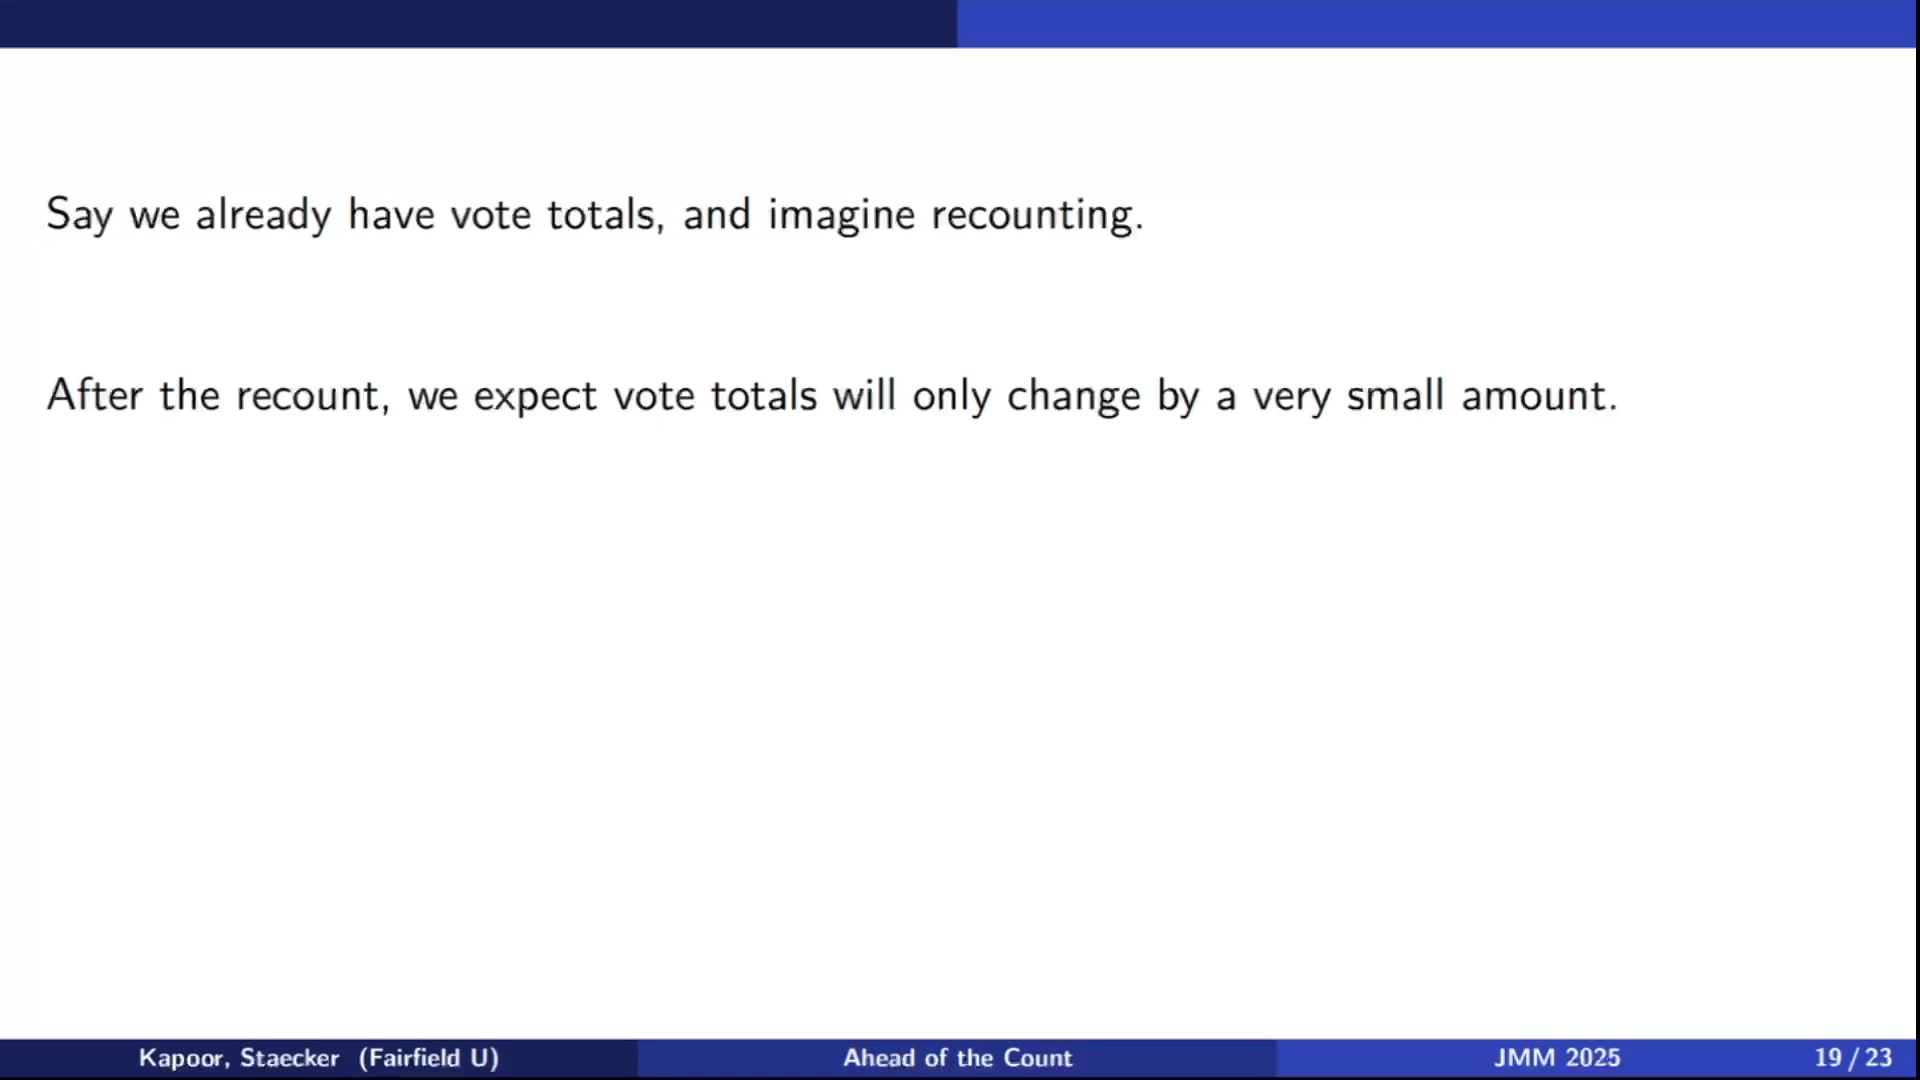 Say we already have vote totals, and imagine recounting.
After the recount, we expect vote totals will only change by a very small amount.
Kapoor, Staecker (Fairfield U) Ahead of the Count JMM 2025 19 / 23